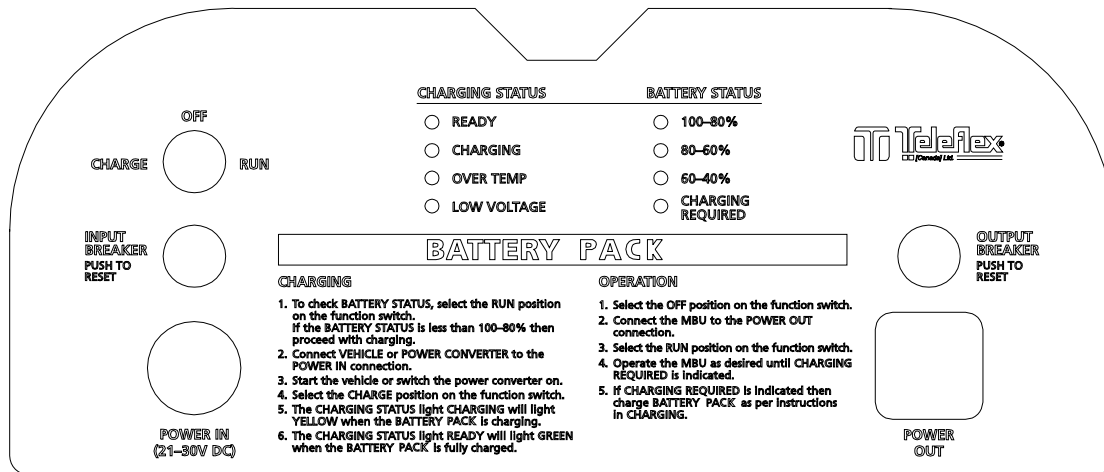 CHARGING STATUS
READY
CHARGING
OVER TEMP
LOW VOLTAGE
BATTERY STATUS
100–80%
80–60%
60–40%
CHARGING
REQUIRED
OFF
CHARGE
RUN
Teleflex
[Canada] Ltd.
INPUT
BREAKER
PUSH TO
RESET
BATTERY PACK
OUTPUT
BREAKER
PUSH TO
RESET
CHARGING
1. To check BATTERY STATUS, select the RUN position
on the function switch.
If the BATTERY STATUS is less than 100–80% then
proceed with charging.
2. Connect VEHICLE or POWER CONVERTER to the
POWER IN connection.
3. Start the vehicle or switch the power converter on.
4. Select the CHARGE position on the function switch.
5. The CHARGING STATUS light CHARGING will light
YELLOW when the BATTERY PACK is charging.
6. The CHARGING STATUS light READY will light GREEN
when the BATTERY PACK is fully charged.
OPERATION
1. Select the OFF position on the function switch.
2. Connect the MBU to the POWER OUT
connection.
3. Select the RUN position on the function switch.
4. Operate the MBU as desired until CHARGING
REQUIRED is indicated.
5. If CHARGING REQUIRED is indicated then
charge BATTERY PACK as per instructions
in CHARGING.
POWER IN
(21–30V DC)
POWER
OUT